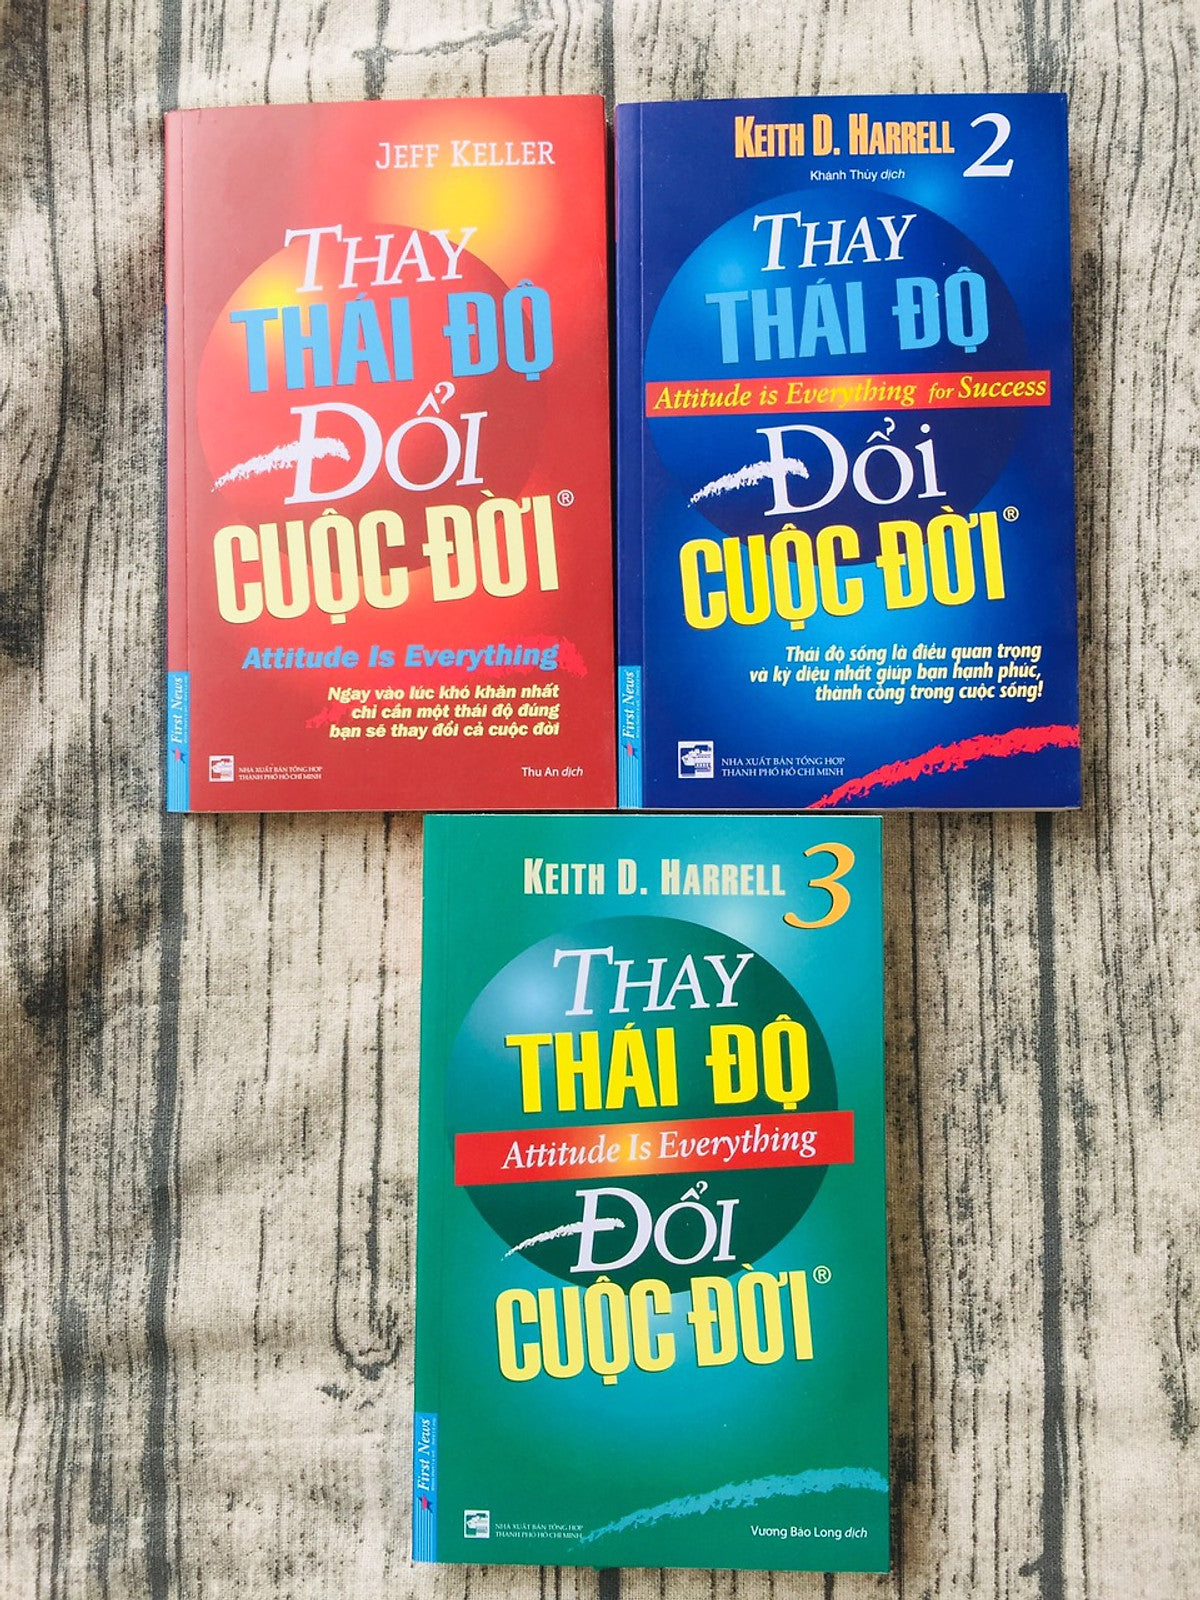 JEFF KELLER
THAY
THÁI ĐỘ
ĐỔI
CUỘC ĐỜI®
Attitude Is Everything
Ngay vào lúc khó khăn nhất
chỉ cần một thái độ đúng
bạn sẽ thay đổi cả cuộc đời
First News
NHÀ XUẤT BẢN TỔNG HỢP
THÀNH PHỐ HỒ CHÍ MINH
Thu An dịch
KEITH D. HARRELL 2
Khánh Thủy dịch
THAY
THÁI ĐỘ
Attitude is Everything for Success
ĐỔi
CUỘC ĐỜI®
Thái độ sống là điều quan trọng
và kỳ diệu nhất giúp bạn hạnh phúc,
thành công trong cuộc sống!
First News
NHÀ XUẤT BẢN TỔNG HỢP
THÀNH PHỐ HỒ CHÍ MINH
KEITH D. HARRELL 3
THAY
THÁI ĐỘ
Attitude Is Everything
ĐỔI
CUỘC ĐỜI®
First News
NHÀ XUẤT BẢN TỔNG HỢP
THÀNH PHỐ HỒ CHÍ MINH
Vương Bảo Long dịch